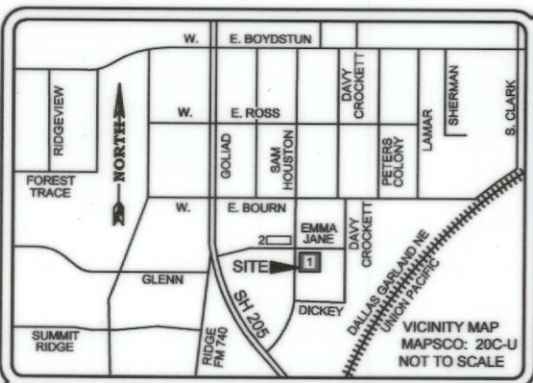 W. E. BOYDSTUN
RIDGEVIEW
NORTH
DAVY
CROCKETT
SHERMAN
S. CLARK
W. E. ROSS
LAMAR
GOLIAD
SAM
HOUSTON
PETERS
COLONY
FOREST
TRACE
W. E. BOURN
EMMA
JANE
DAVY
CROCKETT
2
SITE 1
GLENN
SH 205
DICKEY
DALLAS GARLAND NE
UNION PACIFIC
SUMMIT
RIDGE
RIDGE
FM 740
VICINITY MAP
MAPSCO: 20C-U
NOT TO SCALE